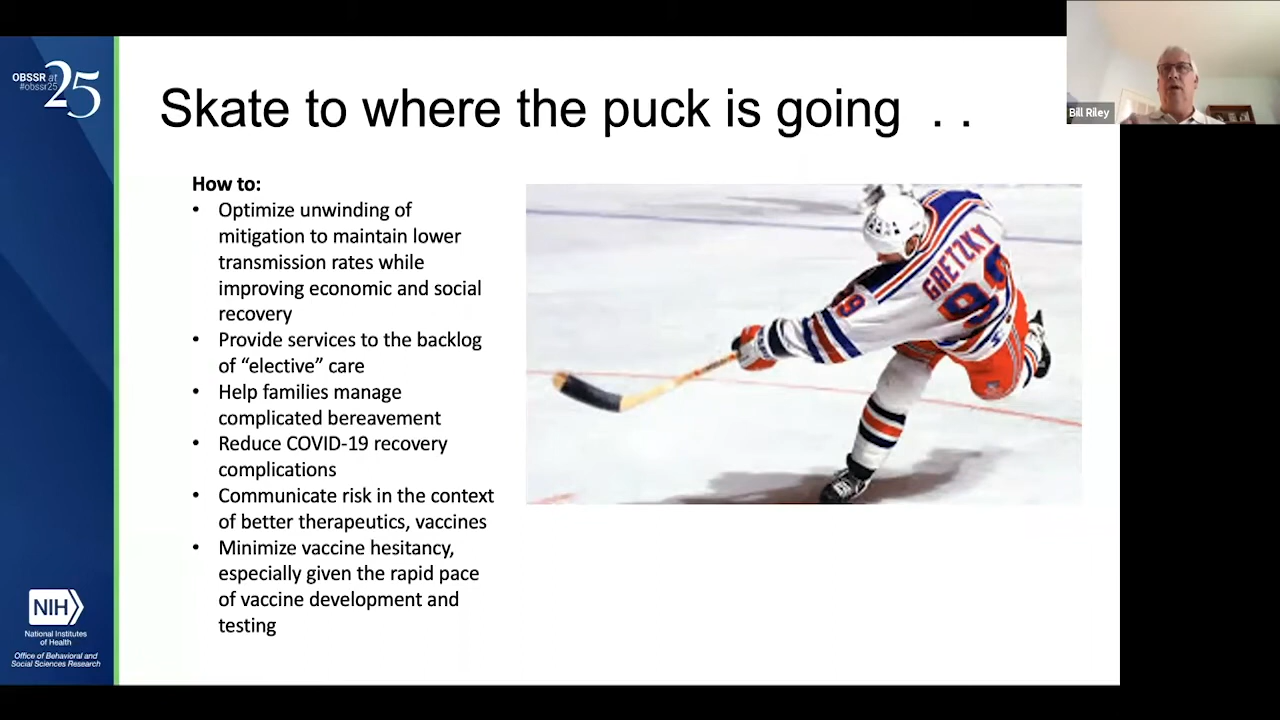 OBSSR at
#obssr25
25
Skate to where the puck is going . .
Bill Riley
How to:
• Optimize unwinding of
mitigation to maintain lower
transmission rates while
improving economic and social
recovery
• Provide services to the backlog
of “elective” care
• Help families manage
complicated bereavement
• Reduce COVID-19 recovery
complications
• Communicate risk in the context
of better therapeutics, vaccines
• Minimize vaccine hesitancy,
especially given the rapid pace
of vaccine development and
testing
GRETZKY
99
99
NIH
National Institutes
of Health
Office of Behavioral and
Social Sciences Research